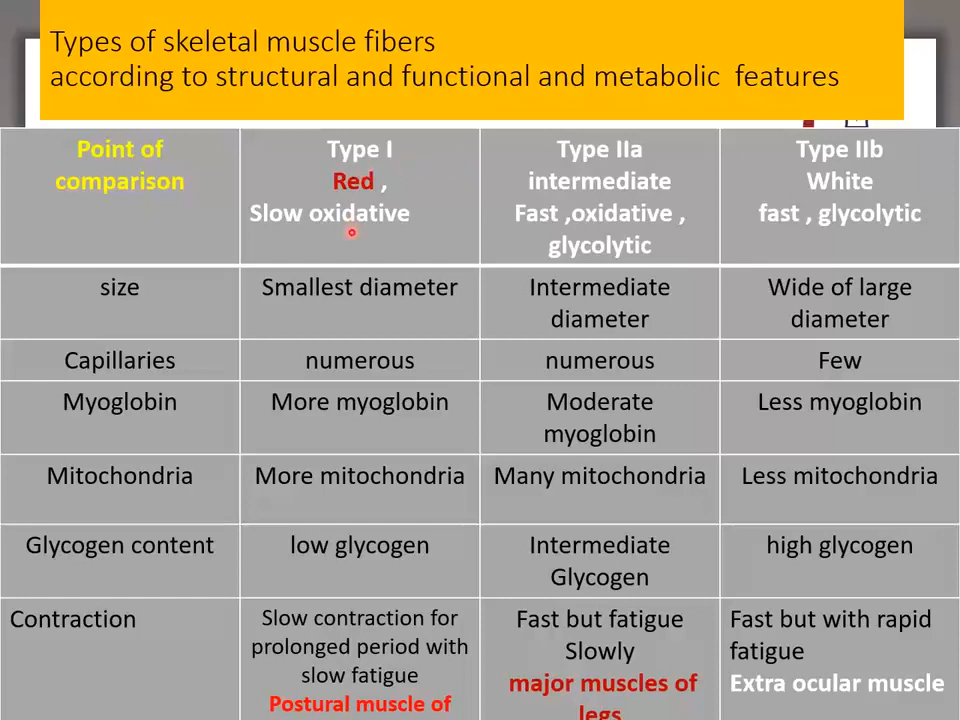 Types of skeletal muscle fibers
according to structural and functional and metabolic features
Point of
comparison
Type I
Red ,
Slow oxidative
Type IIa
intermediate
Fast ,oxidative ,
glycolytic
Type IIb
White
fast , glycolytic
size
Smallest diameter
Intermediate
diameter
Wide of large
diameter
Capillaries
numerous
numerous
Few
Myoglobin
More myoglobin
Moderate
myoglobin
Less myoglobin
Mitochondria
More mitochondria
Many mitochondria
Less mitochondria
Glycogen content
low glycogen
Intermediate
Glycogen
high glycogen
Contraction
Slow contraction for
prolonged period with
slow fatigue
Postural muscle of
Fast but fatigue
Slowly
major muscles of
legs
Fast but with rapid
fatigue
Extra ocular muscle